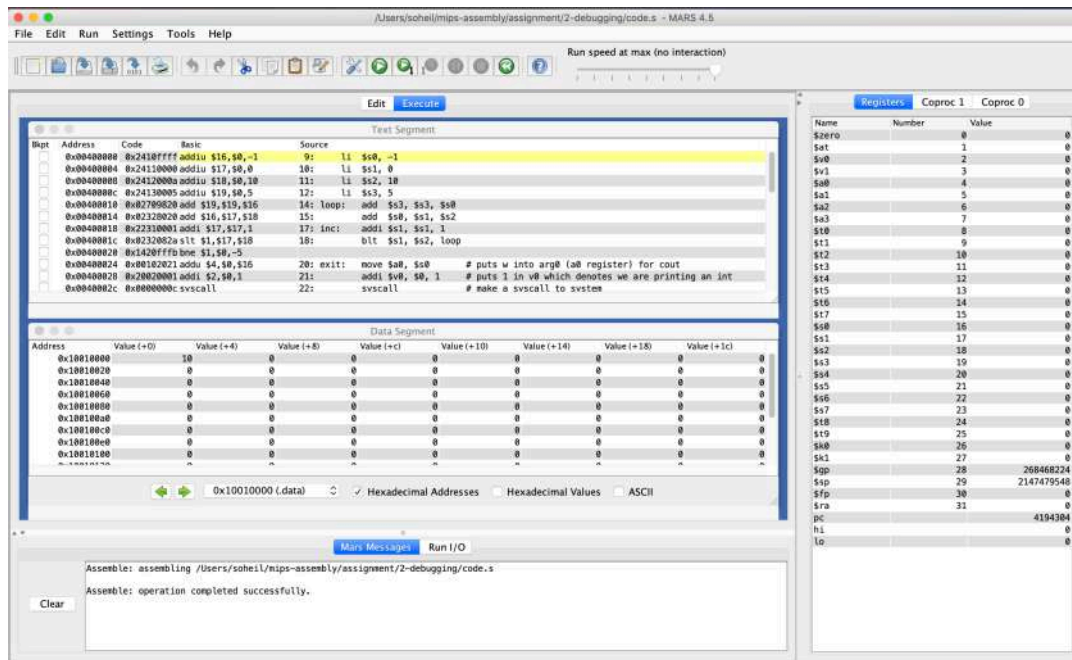 /Users/soheil/mips-assembly/assignment/2-debugging/code.s - MARS 4.5
File Edit Run Settings Tools Help
Run speed at max (no interaction)
Edit Execute
Text Segment
Bkpt Address Code Basic Source
0x00400000 0x2410ffff addiu $16,$0,-1 9: li $s0, -1
0x00400004 0x24110000 addiu $17,$0,0 10: li $s1, 0
0x00400008 0x2412000a addiu $18,$0,10 11: li $s2, 10
0x0040000c 0x24130005 addiu $19,$0,5 12: li $s3, 5
0x00400010 0x02709820 add $19,$19,$16 14: loop: add $s3, $s3, $s0
0x00400014 0x02328020 add $16,$17,$18 15: add $s0, $s1, $s2
0x00400018 0x22310001 addi $17,$17,1 17: inc: addi $s1, $s1, 1
0x0040001c 0x0232082a slt $1,$17,$18 18: blt $s1, $s2, loop
0x00400020 0x1420fffb bne $1,$0,-5
0x00400024 0x00102021 addu $4,$0,$16 20: exit: move $a0, $s0 # puts w into arg0 (a0 register) for cout
0x00400028 0x20020001 addi $2,$0,1 21: addi $v0, $0, 1 # puts 1 in v0 which denotes we are printing an int
0x0040002c 0x0000000c syscall 22: syscall # make a syscall to system
Data Segment
Address Value (+0) Value (+4) Value (+8) Value (+c) Value (+10) Value (+14) Value (+18) Value (+1c)
0x10010000 10 0 0 0 0 0 0 0
0x10010020 0 0 0 0 0 0 0 0
0x10010040 0 0 0 0 0 0 0 0
0x10010060 0 0 0 0 0 0 0 0
0x10010080 0 0 0 0 0 0 0 0
0x100100a0 0 0 0 0 0 0 0 0
0x100100c0 0 0 0 0 0 0 0 0
0x100100e0 0 0 0 0 0 0 0 0
0x10010100 0 0 0 0 0 0 0 0
0x10010000 (.data) Hexadecimal Addresses Hexadecimal Values ASCII
Mars Messages Run I/O
Assemble: assembling /Users/soheil/mips-assembly/assignment/2-debugging/code.s
Assemble: operation completed successfully.
Clear
Registers Coproc 1 Coproc 0
Name Number Value
$zero 0 0
$at 1 0
$v0 2 0
$v1 3 0
$a0 4 0
$a1 5 0
$a2 6 0
$a3 7 0
$t0 8 0
$t1 9 0
$t2 10 0
$t3 11 0
$t4 12 0
$t5 13 0
$t6 14 0
$t7 15 0
$s0 16 0
$s1 17 0
$s2 18 0
$s3 19 0
$s4 20 0
$s5 21 0
$s6 22 0
$s7 23 0
$t8 24 0
$t9 25 0
$k0 26 0
$k1 27 0
$gp 28 268468224
$sp 29 2147479548
$fp 30 0
$ra 31 0
pc 4194304
hi 0
lo 0